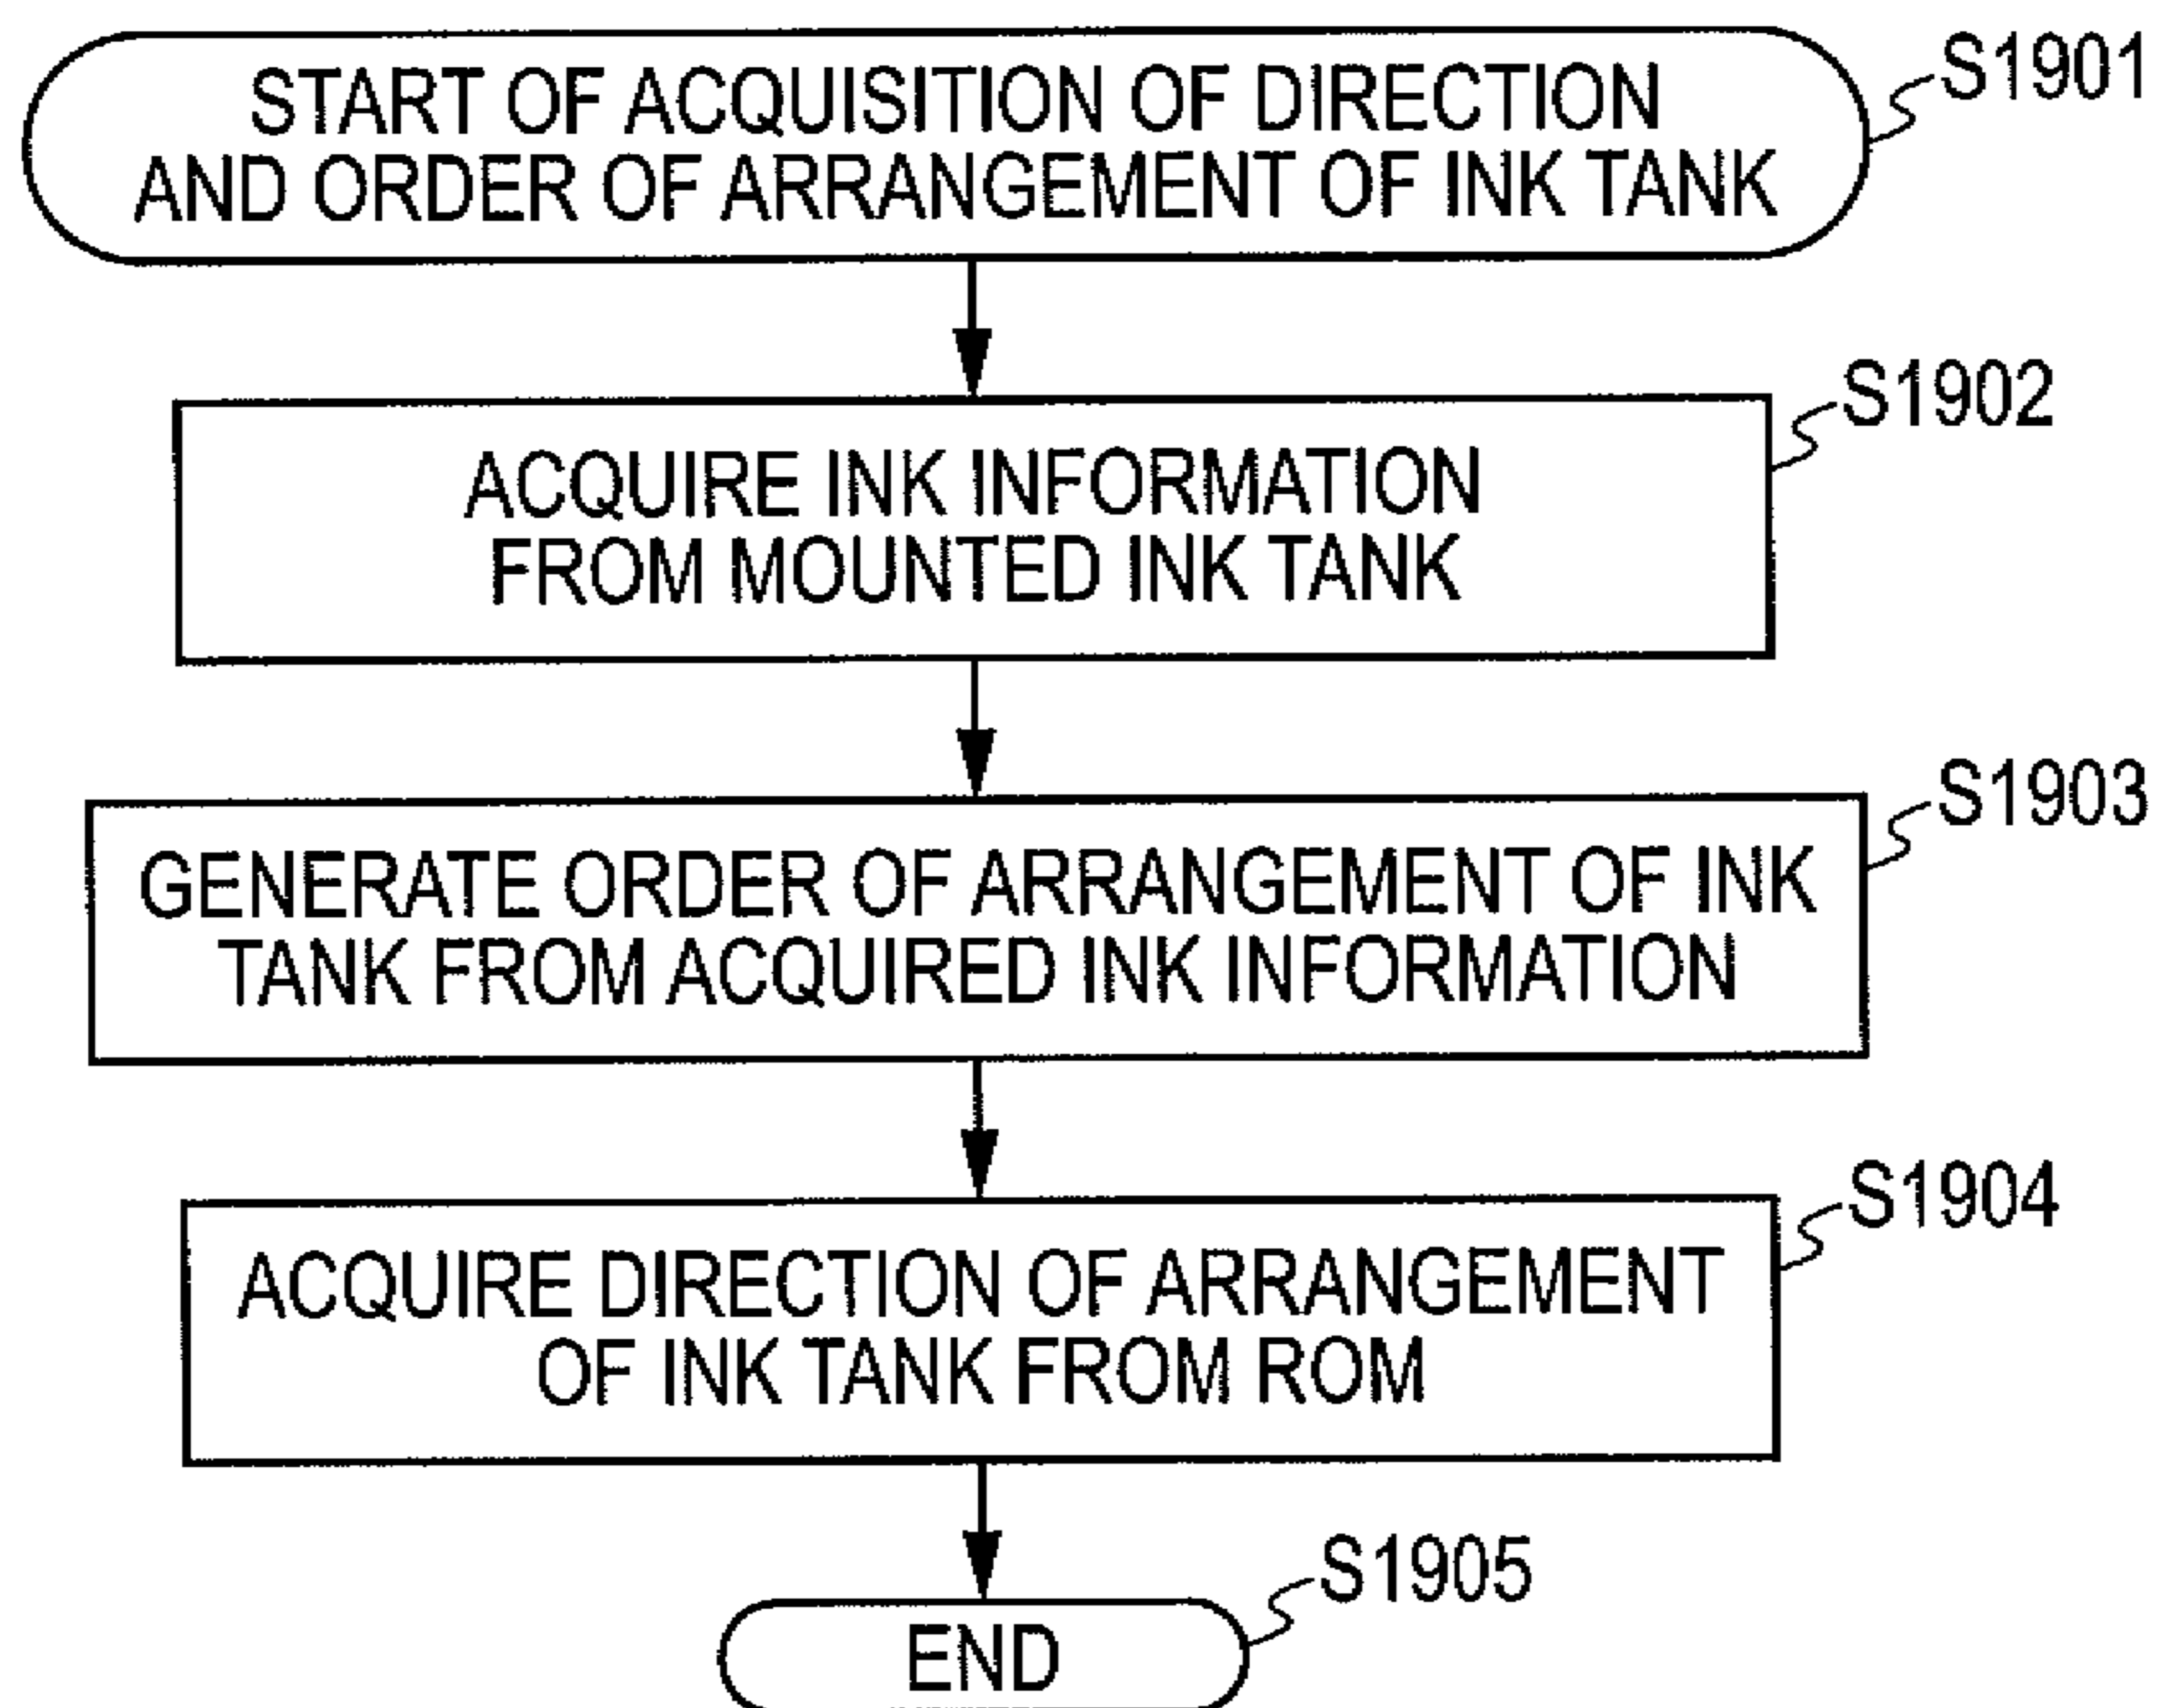 START OF ACQUISITION OF DIRECTION
AND ORDER OF ARRANGEMENT OF INK TANK
S1901
ACQUIRE INK INFORMATION
FROM MOUNTED INK TANK
S1902
GENERATE ORDER OF ARRANGEMENT OF INK
TANK FROM ACQUIRED INK INFORMATION
S1903
ACQUIRE DIRECTION OF ARRANGEMENT
OF INK TANK FROM ROM
S1904
END
S1905